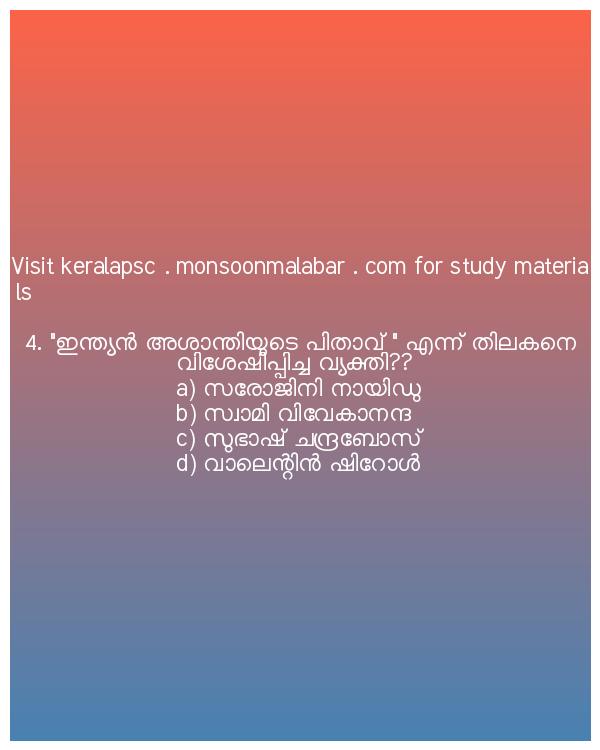 Visit keralapsc . monsoonmalabar . com for study materia
ls
4. "ഇന്ത്യൻ അശാന്തിയുടെ പിതാവ് " എന്ന് തിലകനെ
വിശേഷിപ്പിച്ച വ്യക്തി??
a) സരോജിനി നായിഡു
b) സ്വാമി വിവേകാനന്ദ
c) സുഭാഷ് ചന്ദ്രബോസ്
d) വാലെന്റിൻ ഷിറോൾ